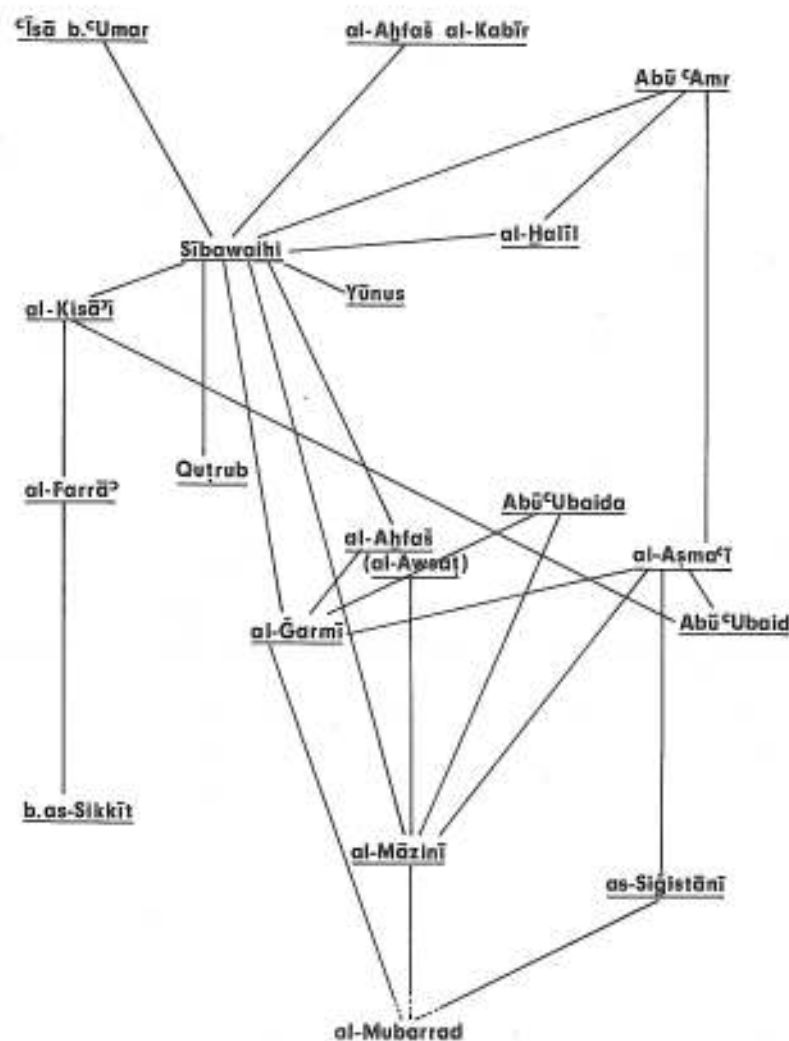 ʿĪsā b.ʿUmar
al-Aḫfaš al-Kabīr
Abū ʿAmr
al-Ḫalīl
Sībawaihi
Yūnus
al-Kisāʾī
Quṭrub
al-Farrāʾ
Abū ʿUbaida
al-Aḫfaš
(al-Awsaṭ)
al-Aṣmaʿī
Abū ʿUbaid
al-Ǧarmī
b.as-Sikkīt
al-Māzinī
as-Siǧistānī
al-Mubarrad